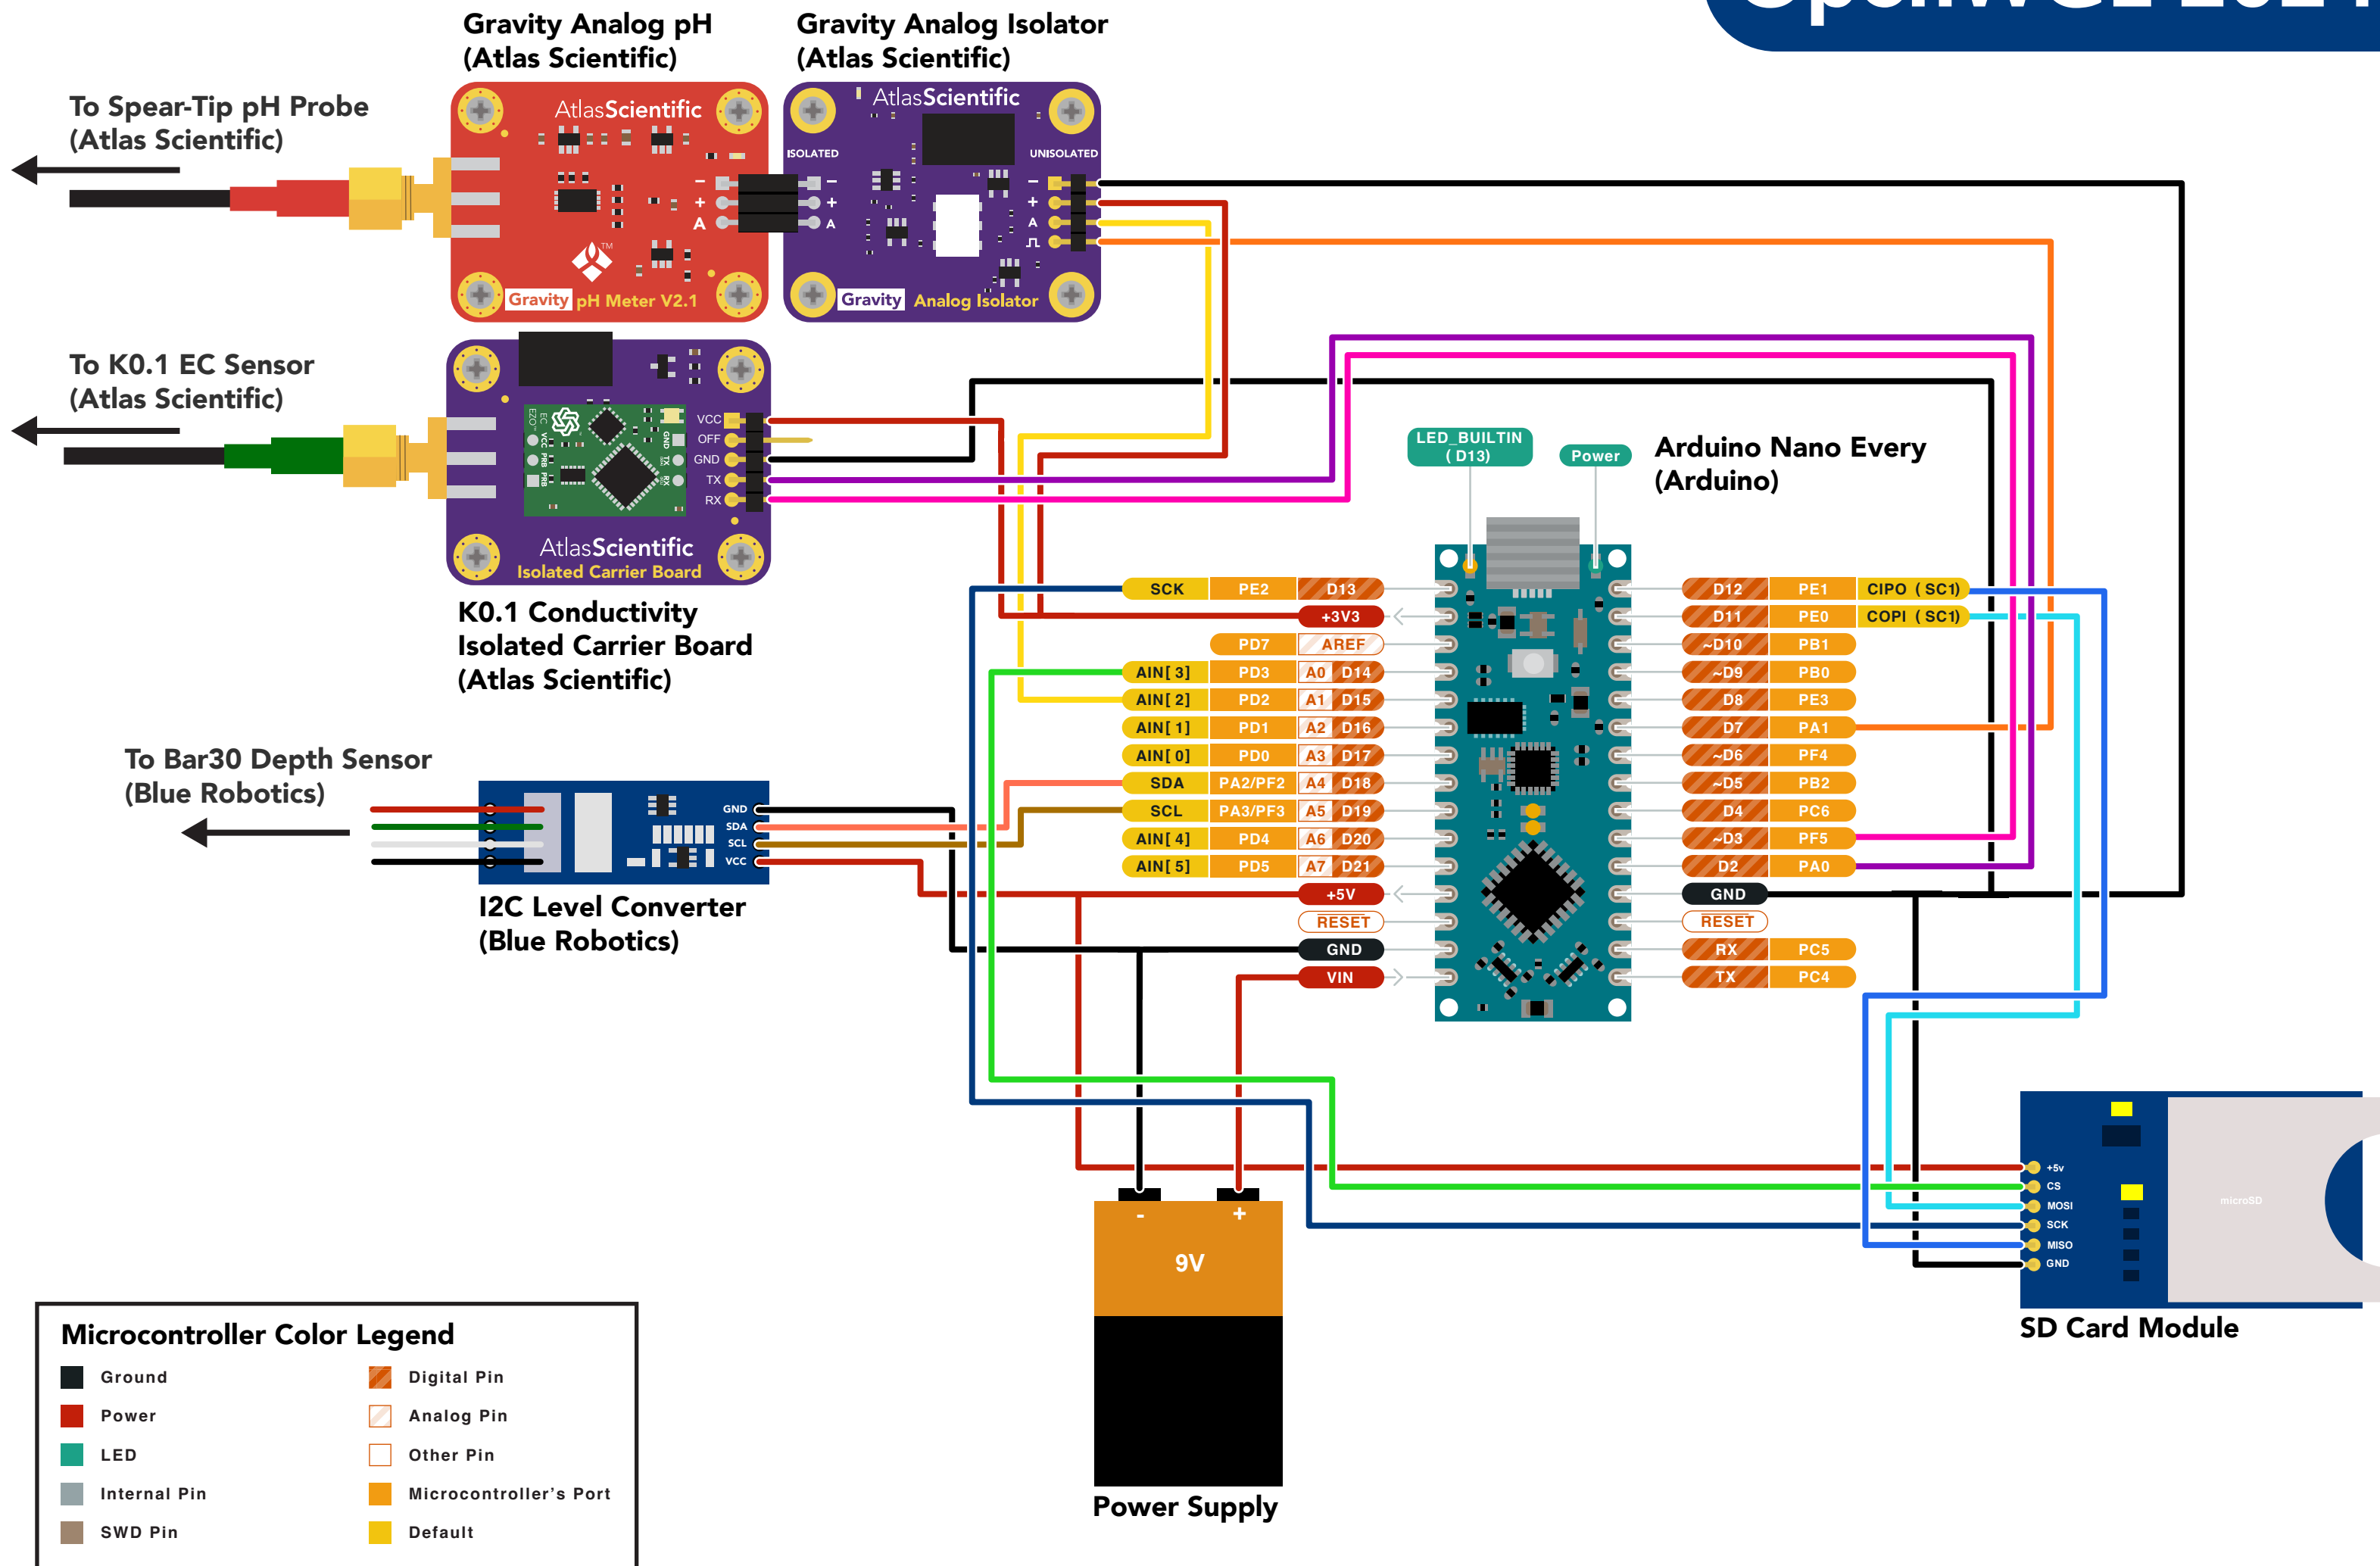 Gravity Analog pH
(Atlas Scientific)
Gravity Analog Isolator
(Atlas Scientific)
To Spear-Tip pH Probe
(Atlas Scientific)
AtlasScientific
-
+
A
TM
Gravity pH Meter V2.1
AtlasScientific
ISOLATED
UNISOLATED
-
+
A
-
+
A
Gravity Analog Isolator
To K0.1 EC Sensor
(Atlas Scientific)
EZO™
EC
VCC
PRB
PRB
GND
TX
RX
VCC
OFF
GND
TX
RX
AtlasScientific
Isolated Carrier Board
K0.1 Conductivity
Isolated Carrier Board
(Atlas Scientific)
To Bar30 Depth Sensor
(Blue Robotics)
GND
SDA
SCL
VCC
I2C Level Converter
(Blue Robotics)
LED_BUILTIN
( D13)
Power
Arduino Nano Every
(Arduino)
SCK PE2 D13
+3V3
PD7 AREF
AIN[ 3] PD3 A0 D14
AIN[ 2] PD2 A1 D15
AIN[ 1] PD1 A2 D16
AIN[ 0] PD0 A3 D17
SDA PA2/PF2 A4 D18
SCL PA3/PF3 A5 D19
AIN[ 4] PD4 A6 D20
AIN[ 5] PD5 A7 D21
+5V
RESET
GND
VIN
D12 PE1 CIPO ( SC1)
D11 PE0 COPI ( SC1)
~D10 PB1
~D9 PB0
D8 PE3
D7 PA1
~D6 PF4
~D5 PB2
D4 PC6
~D3 PF5
D2 PA0
GND
RESET
RX PC5
TX PC4
- +
9V
Power Supply
+5v
CS
MOSI
SCK
MISO
GND
microSD
SD Card Module
Microcontroller Color Legend
Ground
Power
LED
Internal Pin
SWD Pin
Digital Pin
Analog Pin
Other Pin
Microcontroller's Port
Default